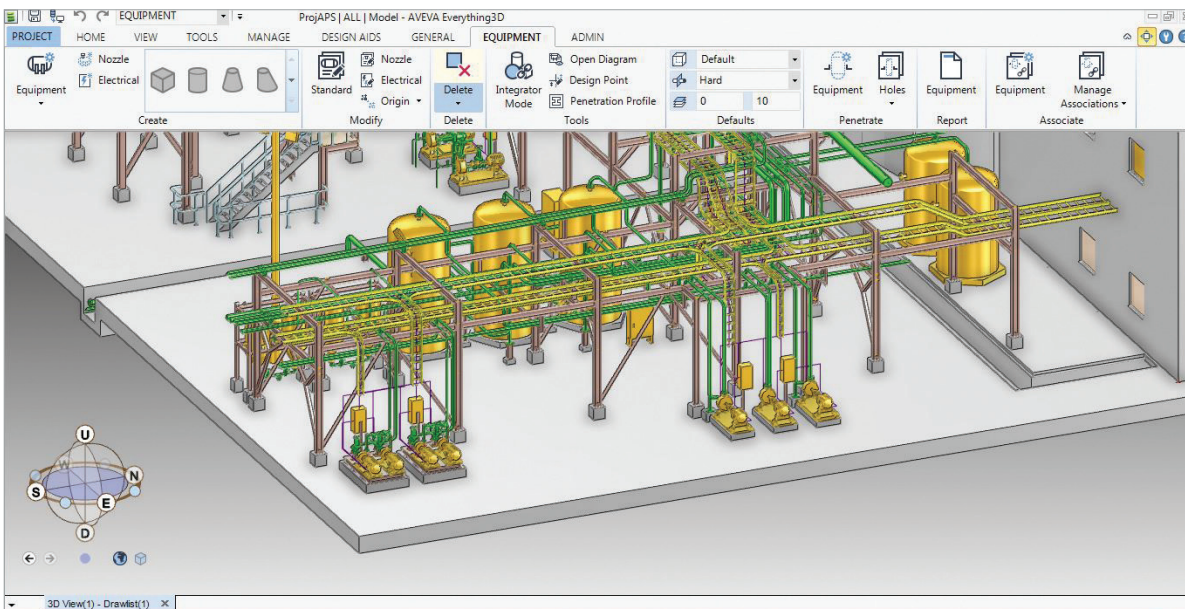 EQUIPMENT
ProjAPS | ALL | Model - AVEVA Everything3D
PROJECT HOME VIEW TOOLS MANAGE DESIGN AIDS GENERAL EQUIPMENT ADMIN
Equipment
Nozzle
Electrical
Create
Standard
Nozzle
Electrical
Origin
Modify
Delete
Delete
Integrator Mode
Open Diagram
Design Point
Penetration Profile
Tools
Default
Hard
0 10
Defaults
Equipment
Holes
Penetrate
Equipment
Report
Equipment
Manage Associations
Associate
U
W
N
S
E
D
3D View(1) - Drawlist(1)